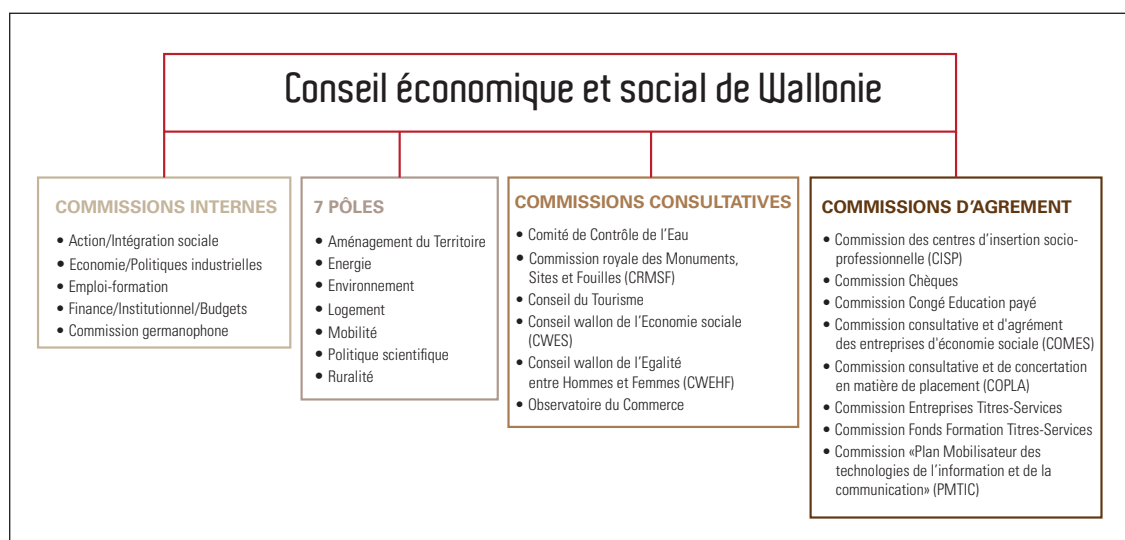 Conseil économique et social de Wallonie
COMMISSIONS INTERNES
• Action/Intégration sociale
• Economie/Politiques industrielles
• Emploi-formation
• Finance/Institutionnel/Budgets
• Commission germanophone
7 PÔLES
• Aménagement du Territoire
• Energie
• Environnement
• Logement
• Mobilité
• Politique scientifique
• Ruralité
COMMISSIONS CONSULTATIVES
• Comité de Contrôle de l’Eau
• Commission royale des Monuments,
Sites et Fouilles (CRMSF)
• Conseil du Tourisme
• Conseil wallon de l’Economie sociale
(CWES)
• Conseil wallon de l’Egalité
entre Hommes et Femmes (CWEHF)
• Observatoire du Commerce
COMMISSIONS D’AGREMENT
• Commission des centres d’insertion socio-
professionnelle (CISP)
• Commission Chèques
• Commission Congé Education payé
• Commission consultative et d'agrément
des entreprises d'économie sociale (COMES)
• Commission consultative et de concertation
en matière de placement (COPLA)
• Commission Entreprises Titres-Services
• Commission Fonds Formation Titres-Services
• Commission «Plan Mobilisateur des
technologies de l’information et de la
communication» (PMTIC)